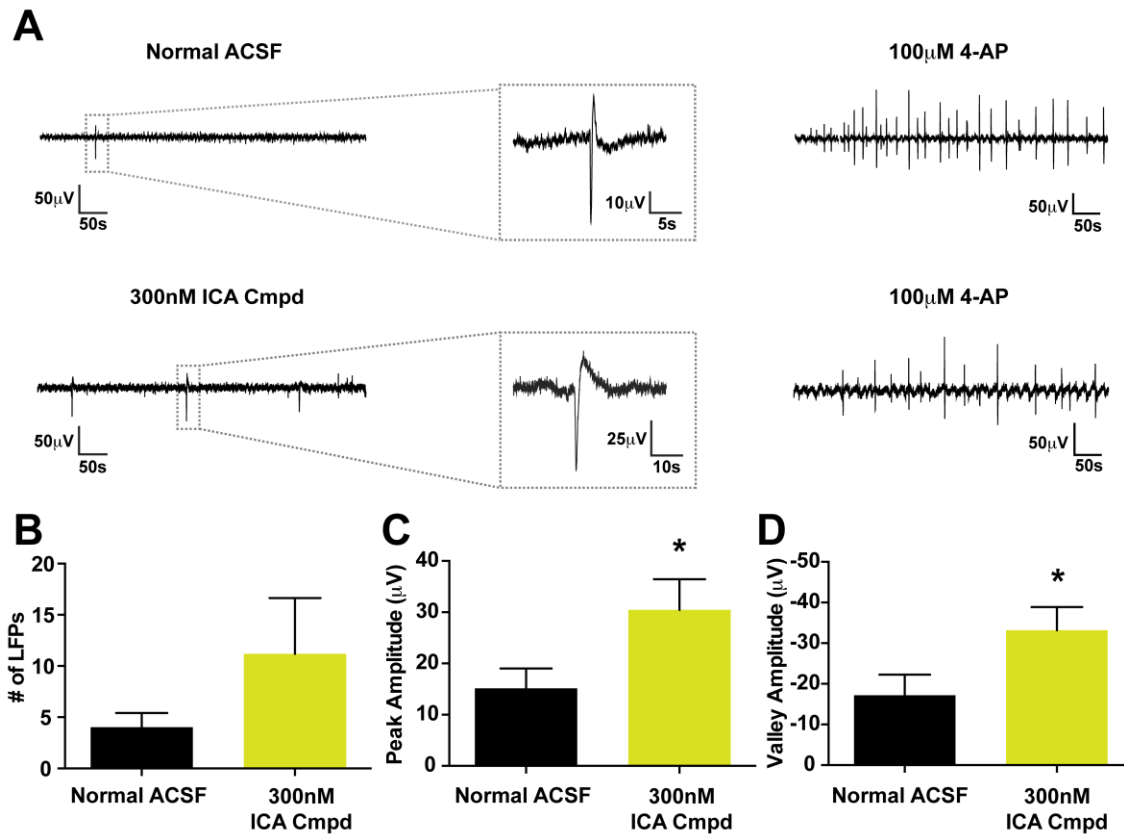 A
Normal ACSF
100μM 4-AP
50μV
50s
10μV
5s
50μV
50s
300nM ICA Cmpd
100μM 4-AP
50μV
50s
25μV
10s
50μV
50s
B
# of LFPs
20
15
10
5
0
Normal ACSF
300nM
ICA Cmpd
C
Peak Amplitude (μV)
40
30
20
10
0
*
Normal ACSF
300nM
ICA Cmpd
D
Valley Amplitude (μV)
-50
-40
-30
-20
-10
-0
*
Normal ACSF
300nM
ICA Cmpd